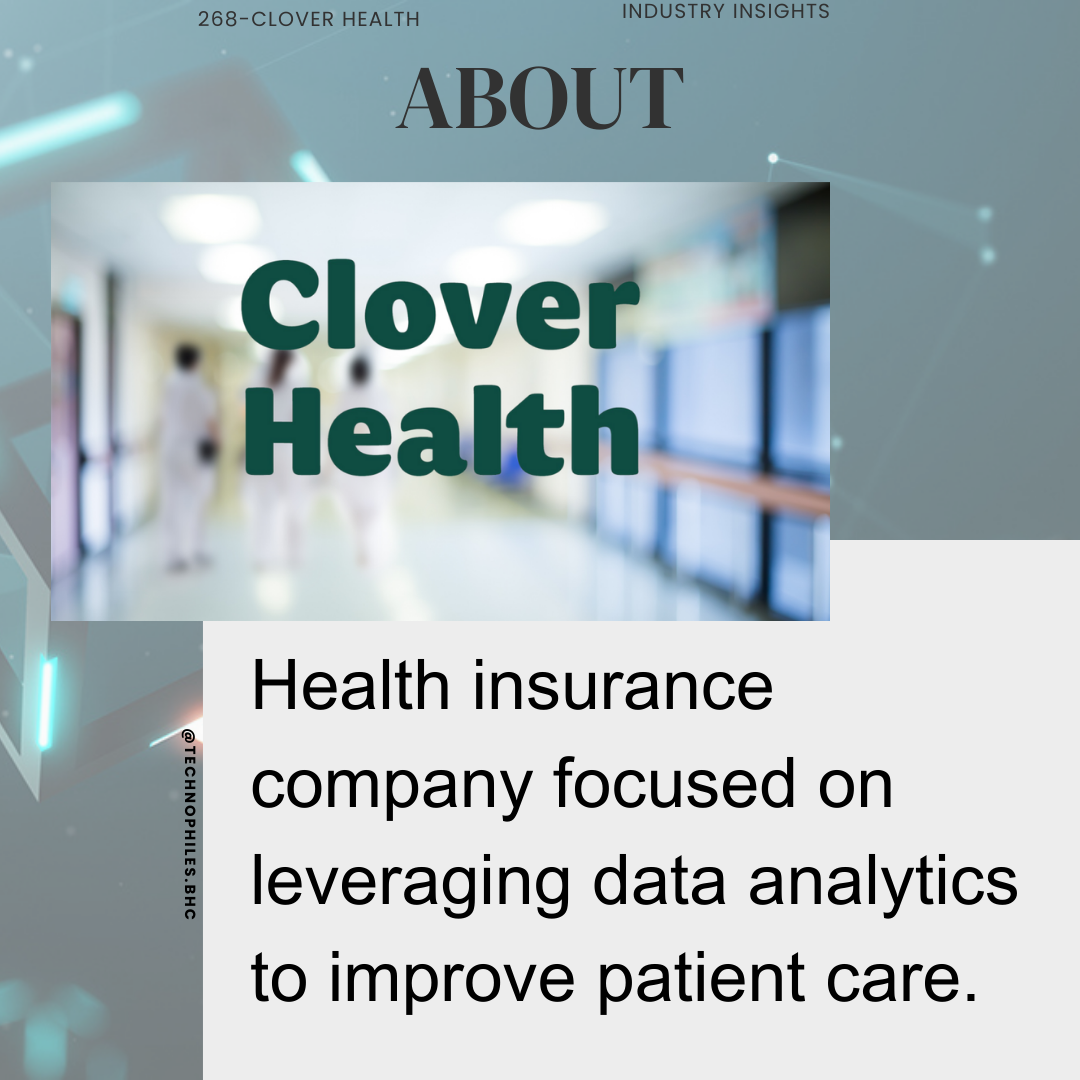 268-CLOVER HEALTH
INDUSTRY INSIGHTS
ABOUT
Clover
Health
Health insurance
company focused on
leveraging data analytics
to improve patient care.
@TECHNOPHILES.BHC